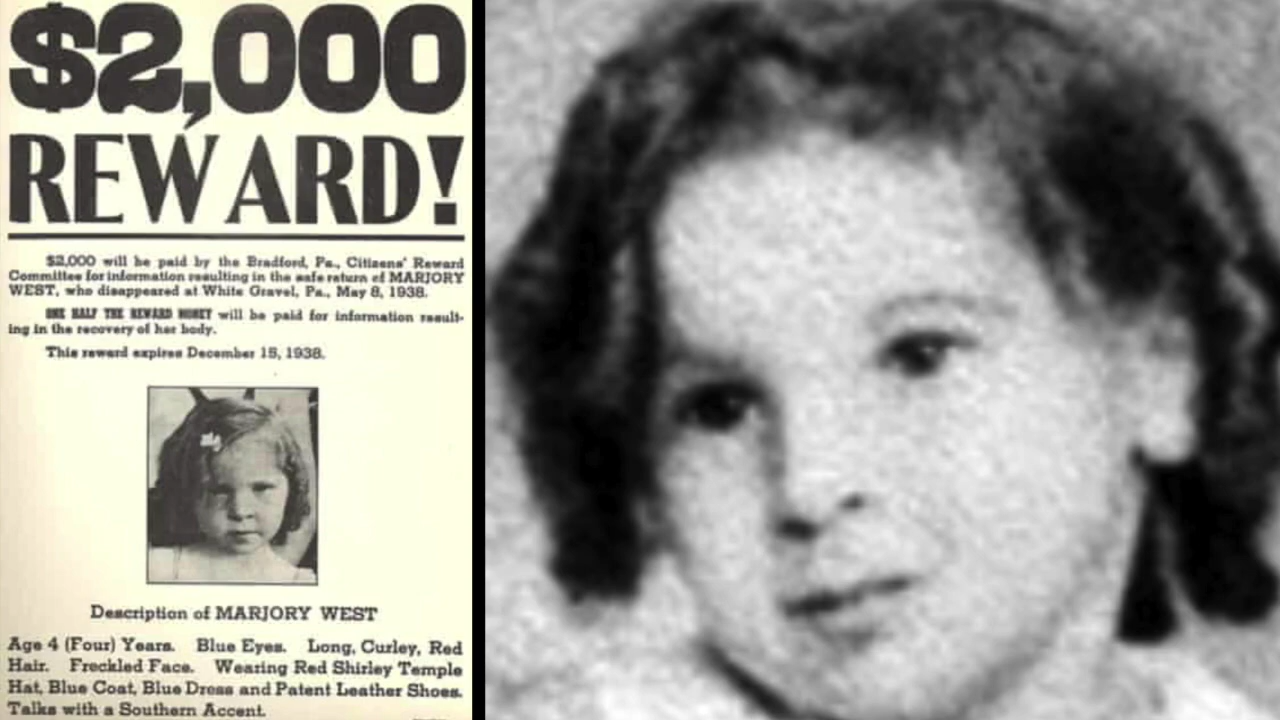 $2,000
REWARD!
$2,000 will be paid by the Bradford, Pa., Citizens' Reward
Committee for information resulting in the safe return of MARJORY
WEST, who disappeared at White Gravel, Pa., May 8, 1938.
ONE HALF THE REWARD MONEY will be paid for information result-
ing in the recovery of her body.
This reward expires December 15, 1938.
Description of MARJORY WEST
Age 4 (Four) Years. Blue Eyes. Long, Curley, Red
Hair. Freckled Face. Wearing Red Shirley Temple
Hat, Blue Coat, Blue Dress and Patent Leather Shoes.
Talks with a Southern Accent.